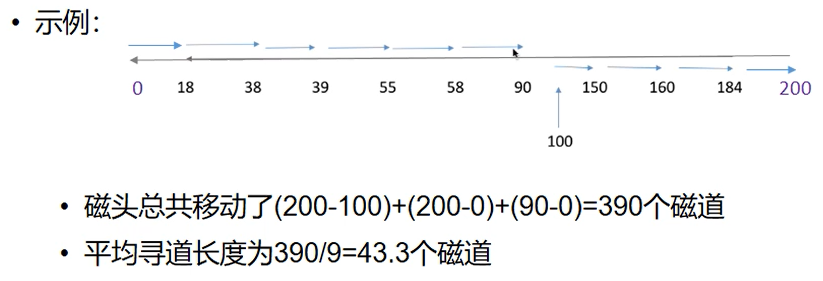 • 示例：
0 18 38 39 55 58 90 150 160 184 200
100
• 磁头总共移动了(200-100)+(200-0)+(90-0)=390个磁道
• 平均寻道长度为390/9=43.3个磁道